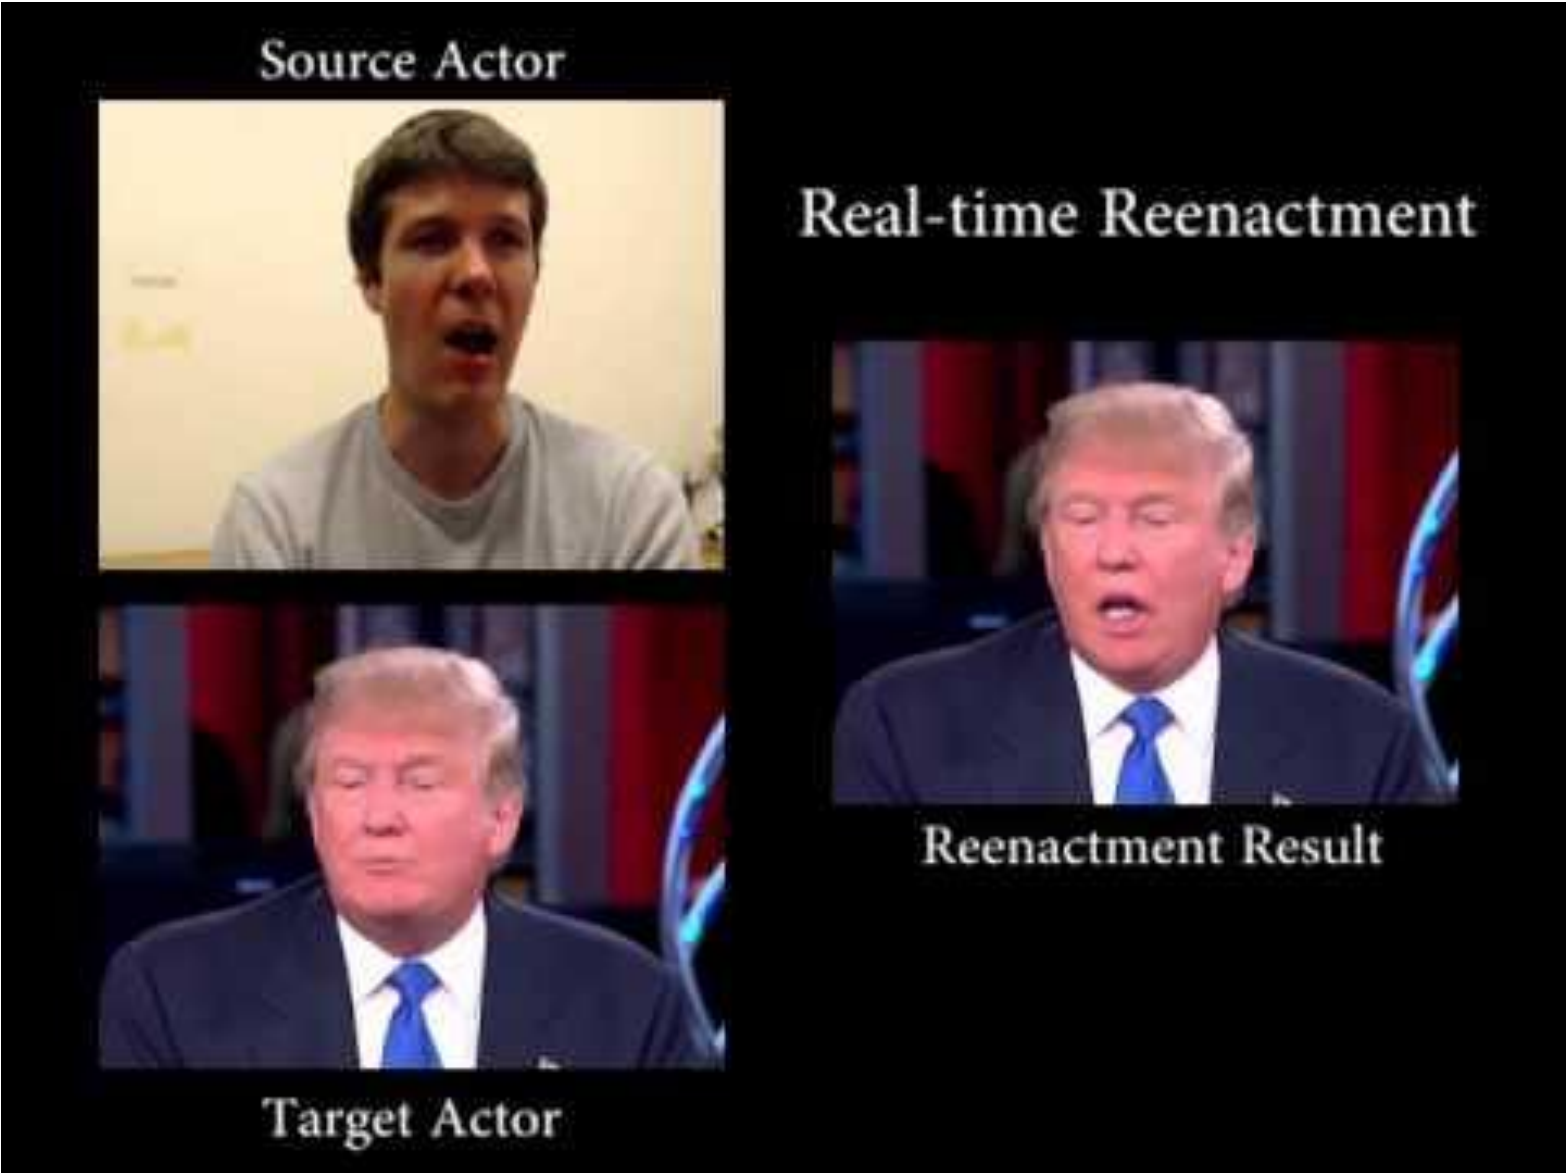 Source Actor
Real-time Reenactment
Reenactment Result
Target Actor